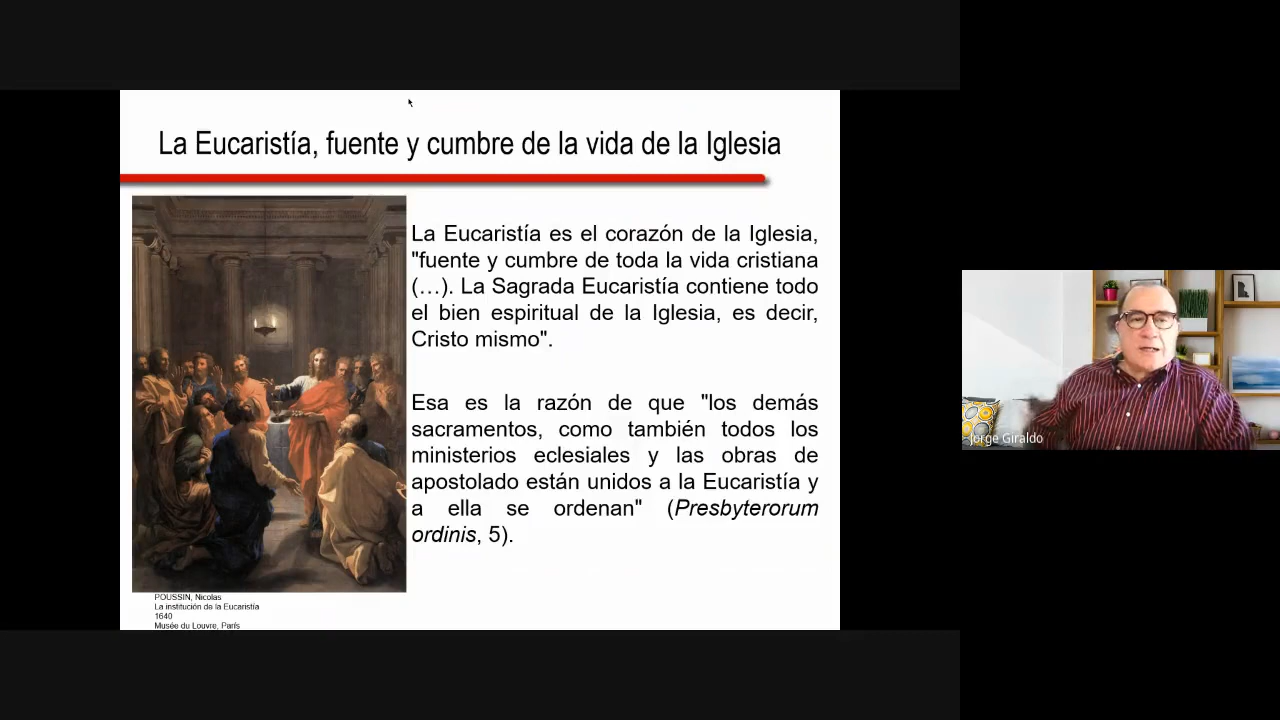 La Eucaristía, fuente y cumbre de la vida de la Iglesia
La Eucaristía es el corazón de la Iglesia,
"fuente y cumbre de toda la vida cristiana
(…). La Sagrada Eucaristía contiene todo
el bien espiritual de la Iglesia, es decir,
Cristo mismo".
Esa es la razón de que "los demás
sacramentos, como también todos los
ministerios eclesiales y las obras de
apostolado están unidos a la Eucaristía y
a ella se ordenan" (Presbyterorum
ordinis, 5).
POUSSIN, Nicolas
La institución de la Eucaristía
1640
Musée du Louvre, París
Jorge Giraldo